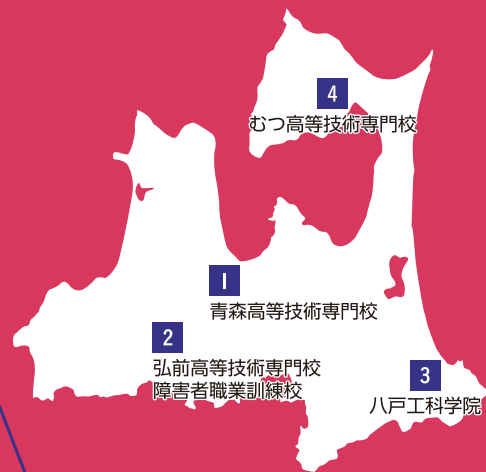 4
むつ高等技術専門校
1
青森高等技術専門校
2
弘前高等技術専門校
障害者職業訓練校
3
八戸工科学院